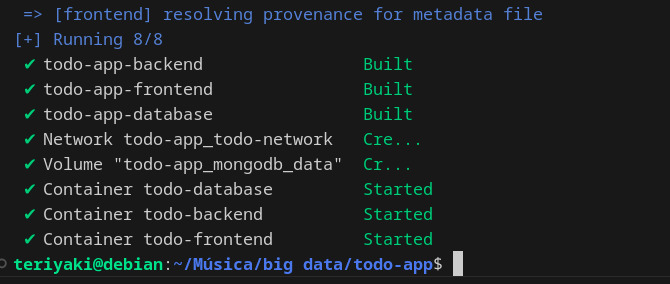 => [frontend] resolving provenance for metadata file
[+] Running 8/8
✔ todo-app-backend Built
✔ todo-app-frontend Built
✔ todo-app-database Built
✔ Network todo-app_todo-network Cre...
✔ Volume "todo-app_mongodb_data" Cr...
✔ Container todo-database Started
✔ Container todo-backend Started
✔ Container todo-frontend Started
teriyaki@debian:~/Música/big data/todo-app$